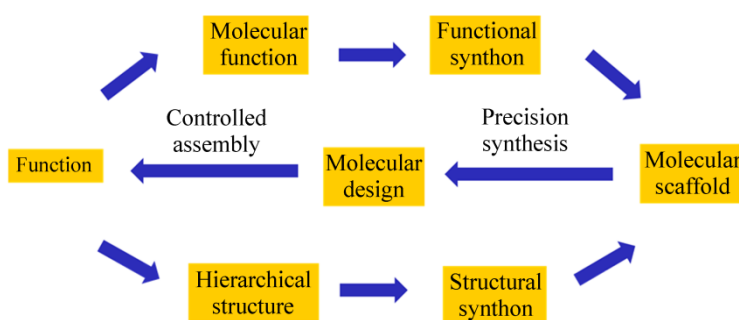 Molecular
function
Functional
synthon
Controlled
assembly
Precision
synthesis
Function
Molecular
design
Molecular
scaffold
Hierarchical
structure
Structural
synthon